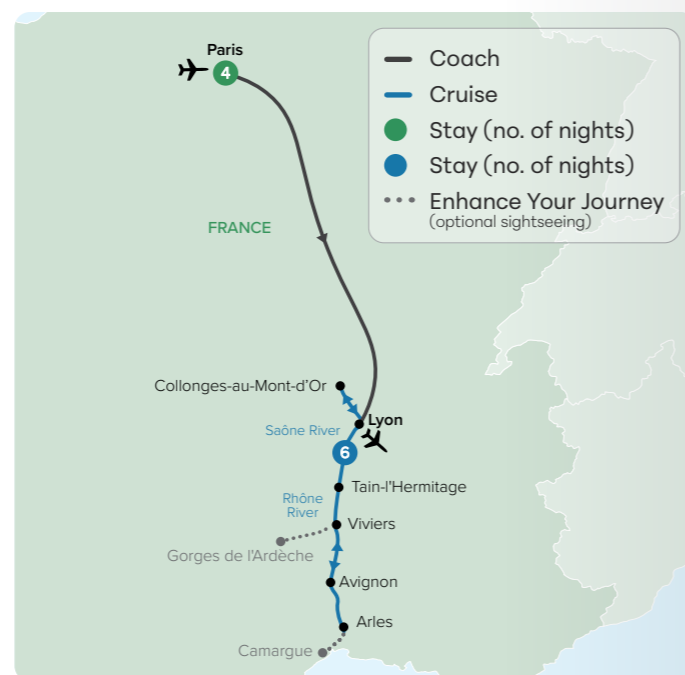 Paris
4
Coach
Cruise
Stay (no. of nights)
Stay (no. of nights)
Enhance Your Journey
(optional sightseeing)
FRANCE
Collonges-au-Mont-d'Or
Lyon
Saône River
6
Tain-l'Hermitage
Rhône
River
Viviers
Gorges de l'Ardèche
Avignon
Arles
Camargue